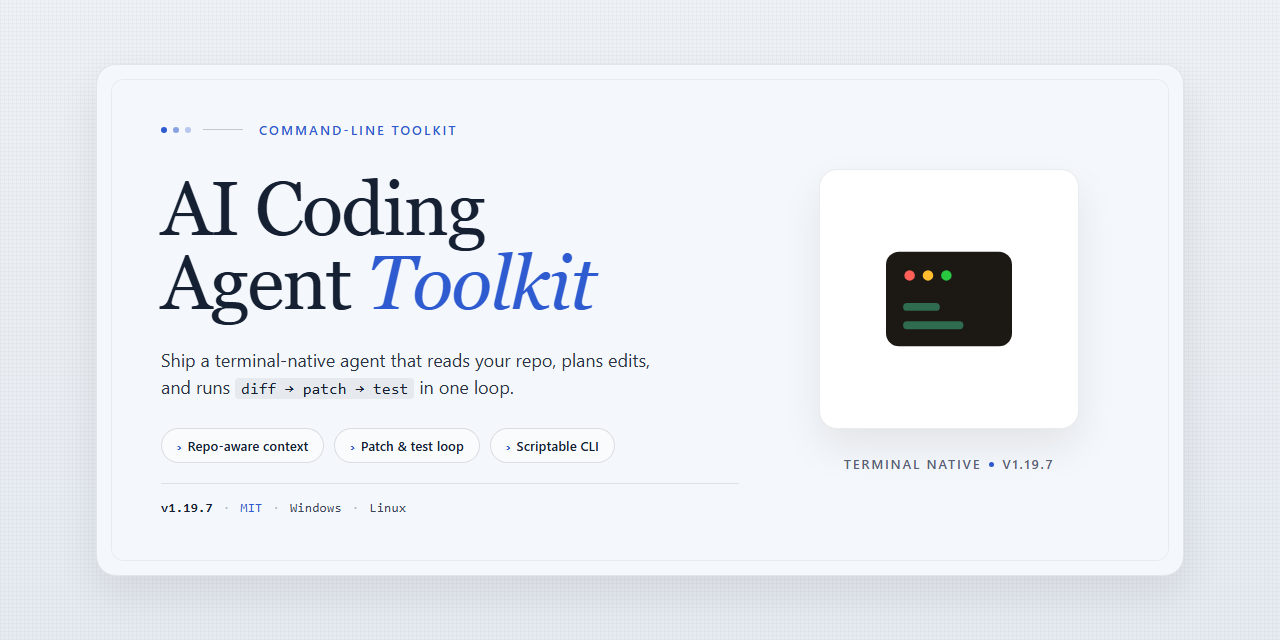 COMMAND-LINE TOOLKIT
AI Coding
Agent Toolkit
Ship a terminal-native agent that reads your repo, plans edits,
and runs diff → patch → test in one loop.
› Repo-aware context › Patch & test loop › Scriptable CLI
v1.19.7 · MIT · Windows · Linux
TERMINAL NATIVE • V1.19.7